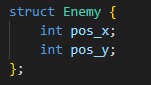 struct Enemy {
    int pos_x;
    int pos_y;
};